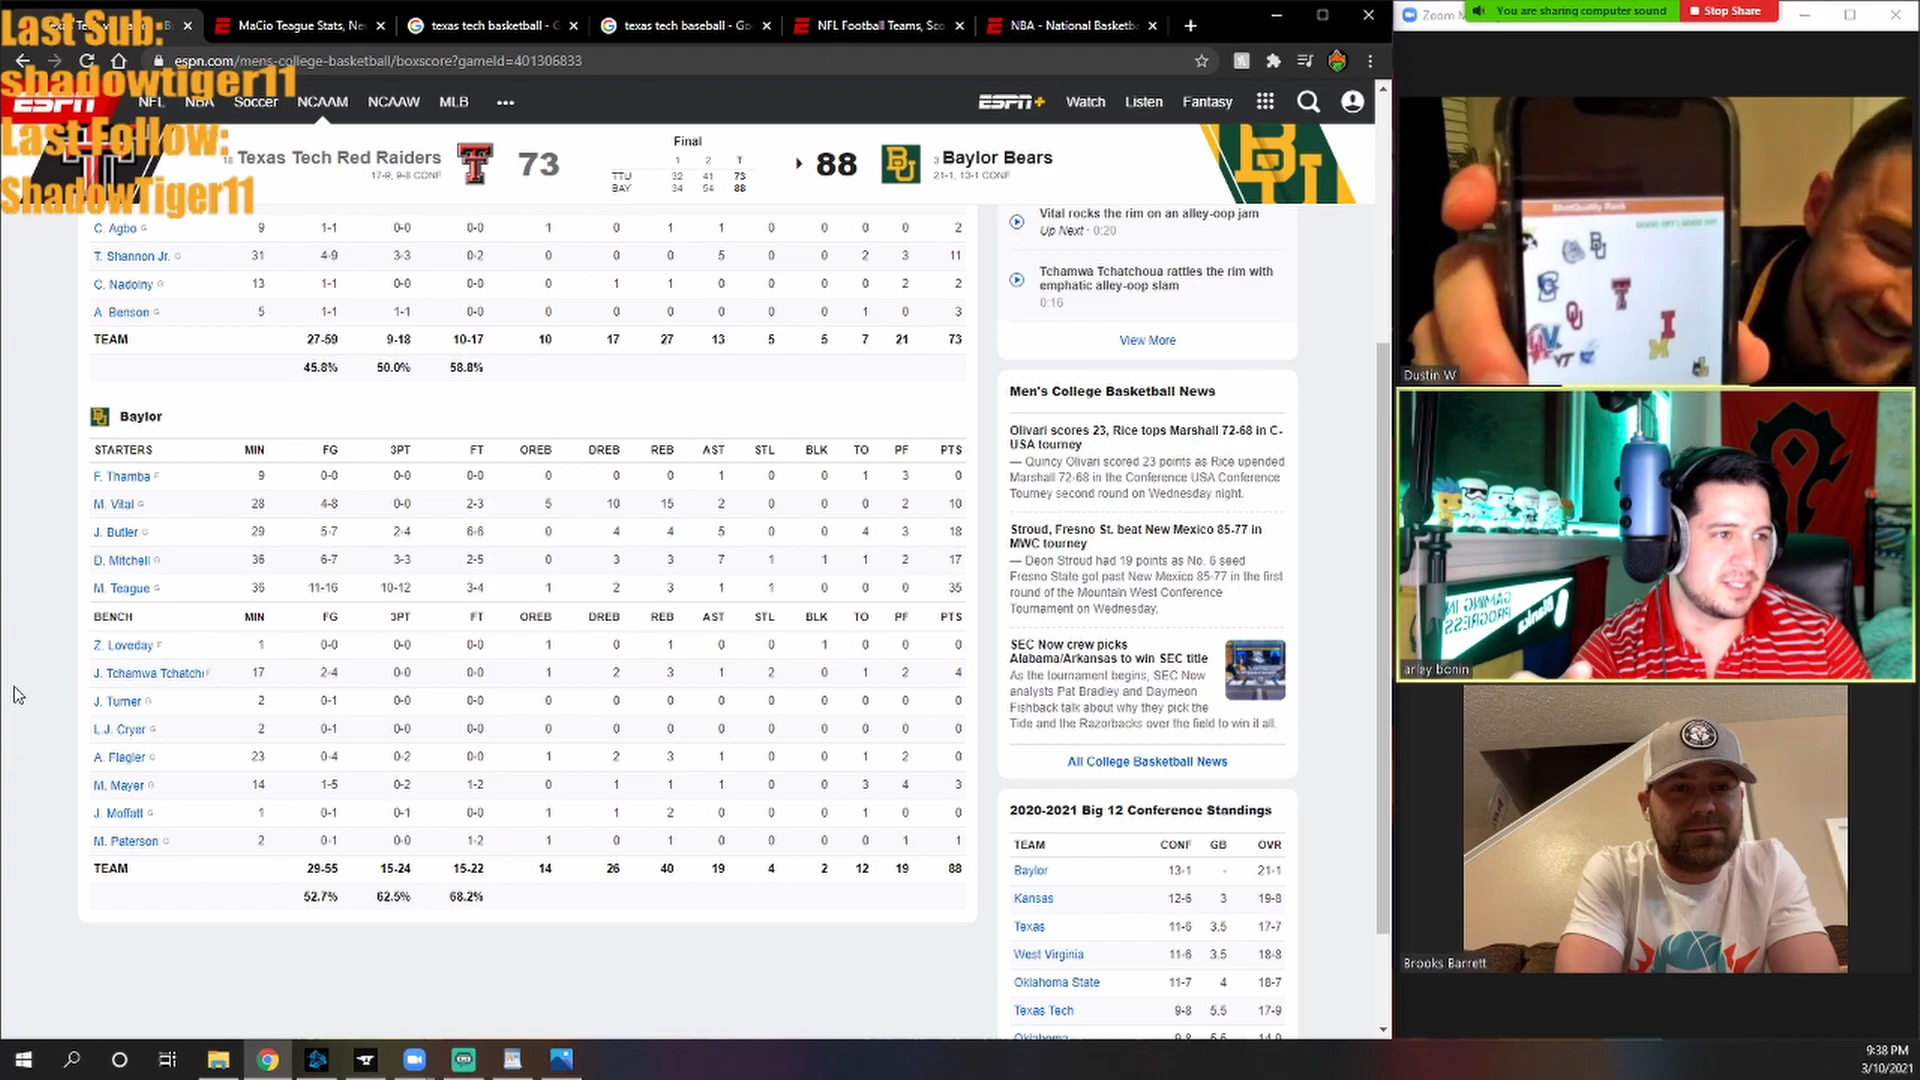 Last Sub:
shadowtiger11
Last Follow:
ShadowTiger11
MaCio Teague Stats, Ne
texas tech basketball - G
texas tech baseball - Go
NFL Football Teams, Sco
NBA - National Basketb
espn.com/mens-college-basketball/boxscore?gameId=401306833
ESPN NFL NBA Soccer NCAAM NCAAW MLB ••• ESPN+ Watch Listen Fantasy
18 Texas Tech Red Raiders 73
17-9, 9-8 CONF
Final
1 2 T
TTU 32 41 73
BAY 34 54 88
88 3 Baylor Bears
21-1, 13-1 CONF
C. Agbo G 9 1-1 0-0 0-0 1 0 1 1 0 0 0 0 2
T. Shannon Jr. G 31 4-9 3-3 0-2 0 0 0 5 0 0 2 3 11
C. Nadolny G 13 1-1 0-0 0-0 0 1 1 0 0 0 0 2 2
A. Benson G 5 1-1 1-1 0-0 0 0 0 0 0 0 1 0 3
TEAM 27-59 9-18 10-17 10 17 27 13 5 5 7 21 73
45.8% 50.0% 58.8%
Baylor
STARTERS MIN FG 3PT FT OREB DREB REB AST STL BLK TO PF PTS
F. Thamba F 9 0-0 0-0 0-0 0 0 0 1 0 0 1 3 0
M. Vital G 28 4-8 0-0 2-3 5 10 15 2 0 0 0 2 10
J. Butler G 29 5-7 2-4 6-6 0 4 4 5 0 0 4 3 18
D. Mitchell G 36 6-7 3-3 2-5 0 3 3 7 1 1 1 2 17
M. Teague G 36 11-16 10-12 3-4 1 2 3 1 1 0 0 0 35
BENCH MIN FG 3PT FT OREB DREB REB AST STL BLK TO PF PTS
Z. Loveday F 1 0-0 0-0 0-0 1 0 1 0 0 1 0 0 0
J. Tchamwa Tchatch F 17 2-4 0-0 0-0 1 2 3 1 2 0 1 2 4
J. Turner G 2 0-1 0-0 0-0 0 0 0 0 0 0 0 0 0
L.J. Cryer G 2 0-1 0-0 0-0 0 0 0 0 0 0 0 0 0
A. Flagler G 23 0-4 0-2 0-0 1 2 3 1 0 0 1 2 0
M. Mayer G 14 1-5 0-2 1-2 0 1 1 1 0 0 3 4 3
J. Moffatt G 1 0-1 0-1 0-0 1 1 2 0 0 0 1 0 0
M. Paterson G 2 0-1 0-0 1-2 1 0 1 0 0 0 0 1 1
TEAM 29-55 15-24 15-22 14 26 40 19 4 2 12 19 88
52.7% 62.5% 68.2%
Vital rocks the rim on an alley-oop jam
Up Next - 0:20
Tchamwa Tchatchoua rattles the rim with
emphatic alley-oop slam
0:16
View More
Men's College Basketball News
Olivari scores 23, Rice tops Marshall 72-68 in C-
USA tourney
— Quincy Olivari scored 23 points as Rice upended
Marshall 72-68 in the Conference USA Conference
Tourney second round on Wednesday night.
Stroud, Fresno St. beat New Mexico 85-77 in
MWC tourney
— Deon Stroud had 19 points as No. 6 seed
Fresno State got past New Mexico 85-77 in the first
round of the Mountain West Conference
Tournament on Wednesday.
SEC Now crew picks
Alabama/Arkansas to win SEC title
As the tournament begins, SEC Now
analysts Pat Bradley and Daymeon
Fishback talk about why they pick the
Tide and the Razorbacks over the field to win it all.
All College Basketball News
2020-2021 Big 12 Conference Standings
TEAM CONF GB OVR
Baylor 13-1 - 21-1
Kansas 12-6 3 19-8
Texas 11-6 3.5 17-7
West Virginia 11-6 3.5 18-8
Oklahoma State 11-7 4 18-7
Texas Tech 9-8 5.5 17-9
Zoom M
You are sharing computer sound
Stop Share
ShotQuality Rank
Dustin W
GAMING IN
PROGRESS
arley bonin
Brooks Barrett
9:38 PM
3/10/2021